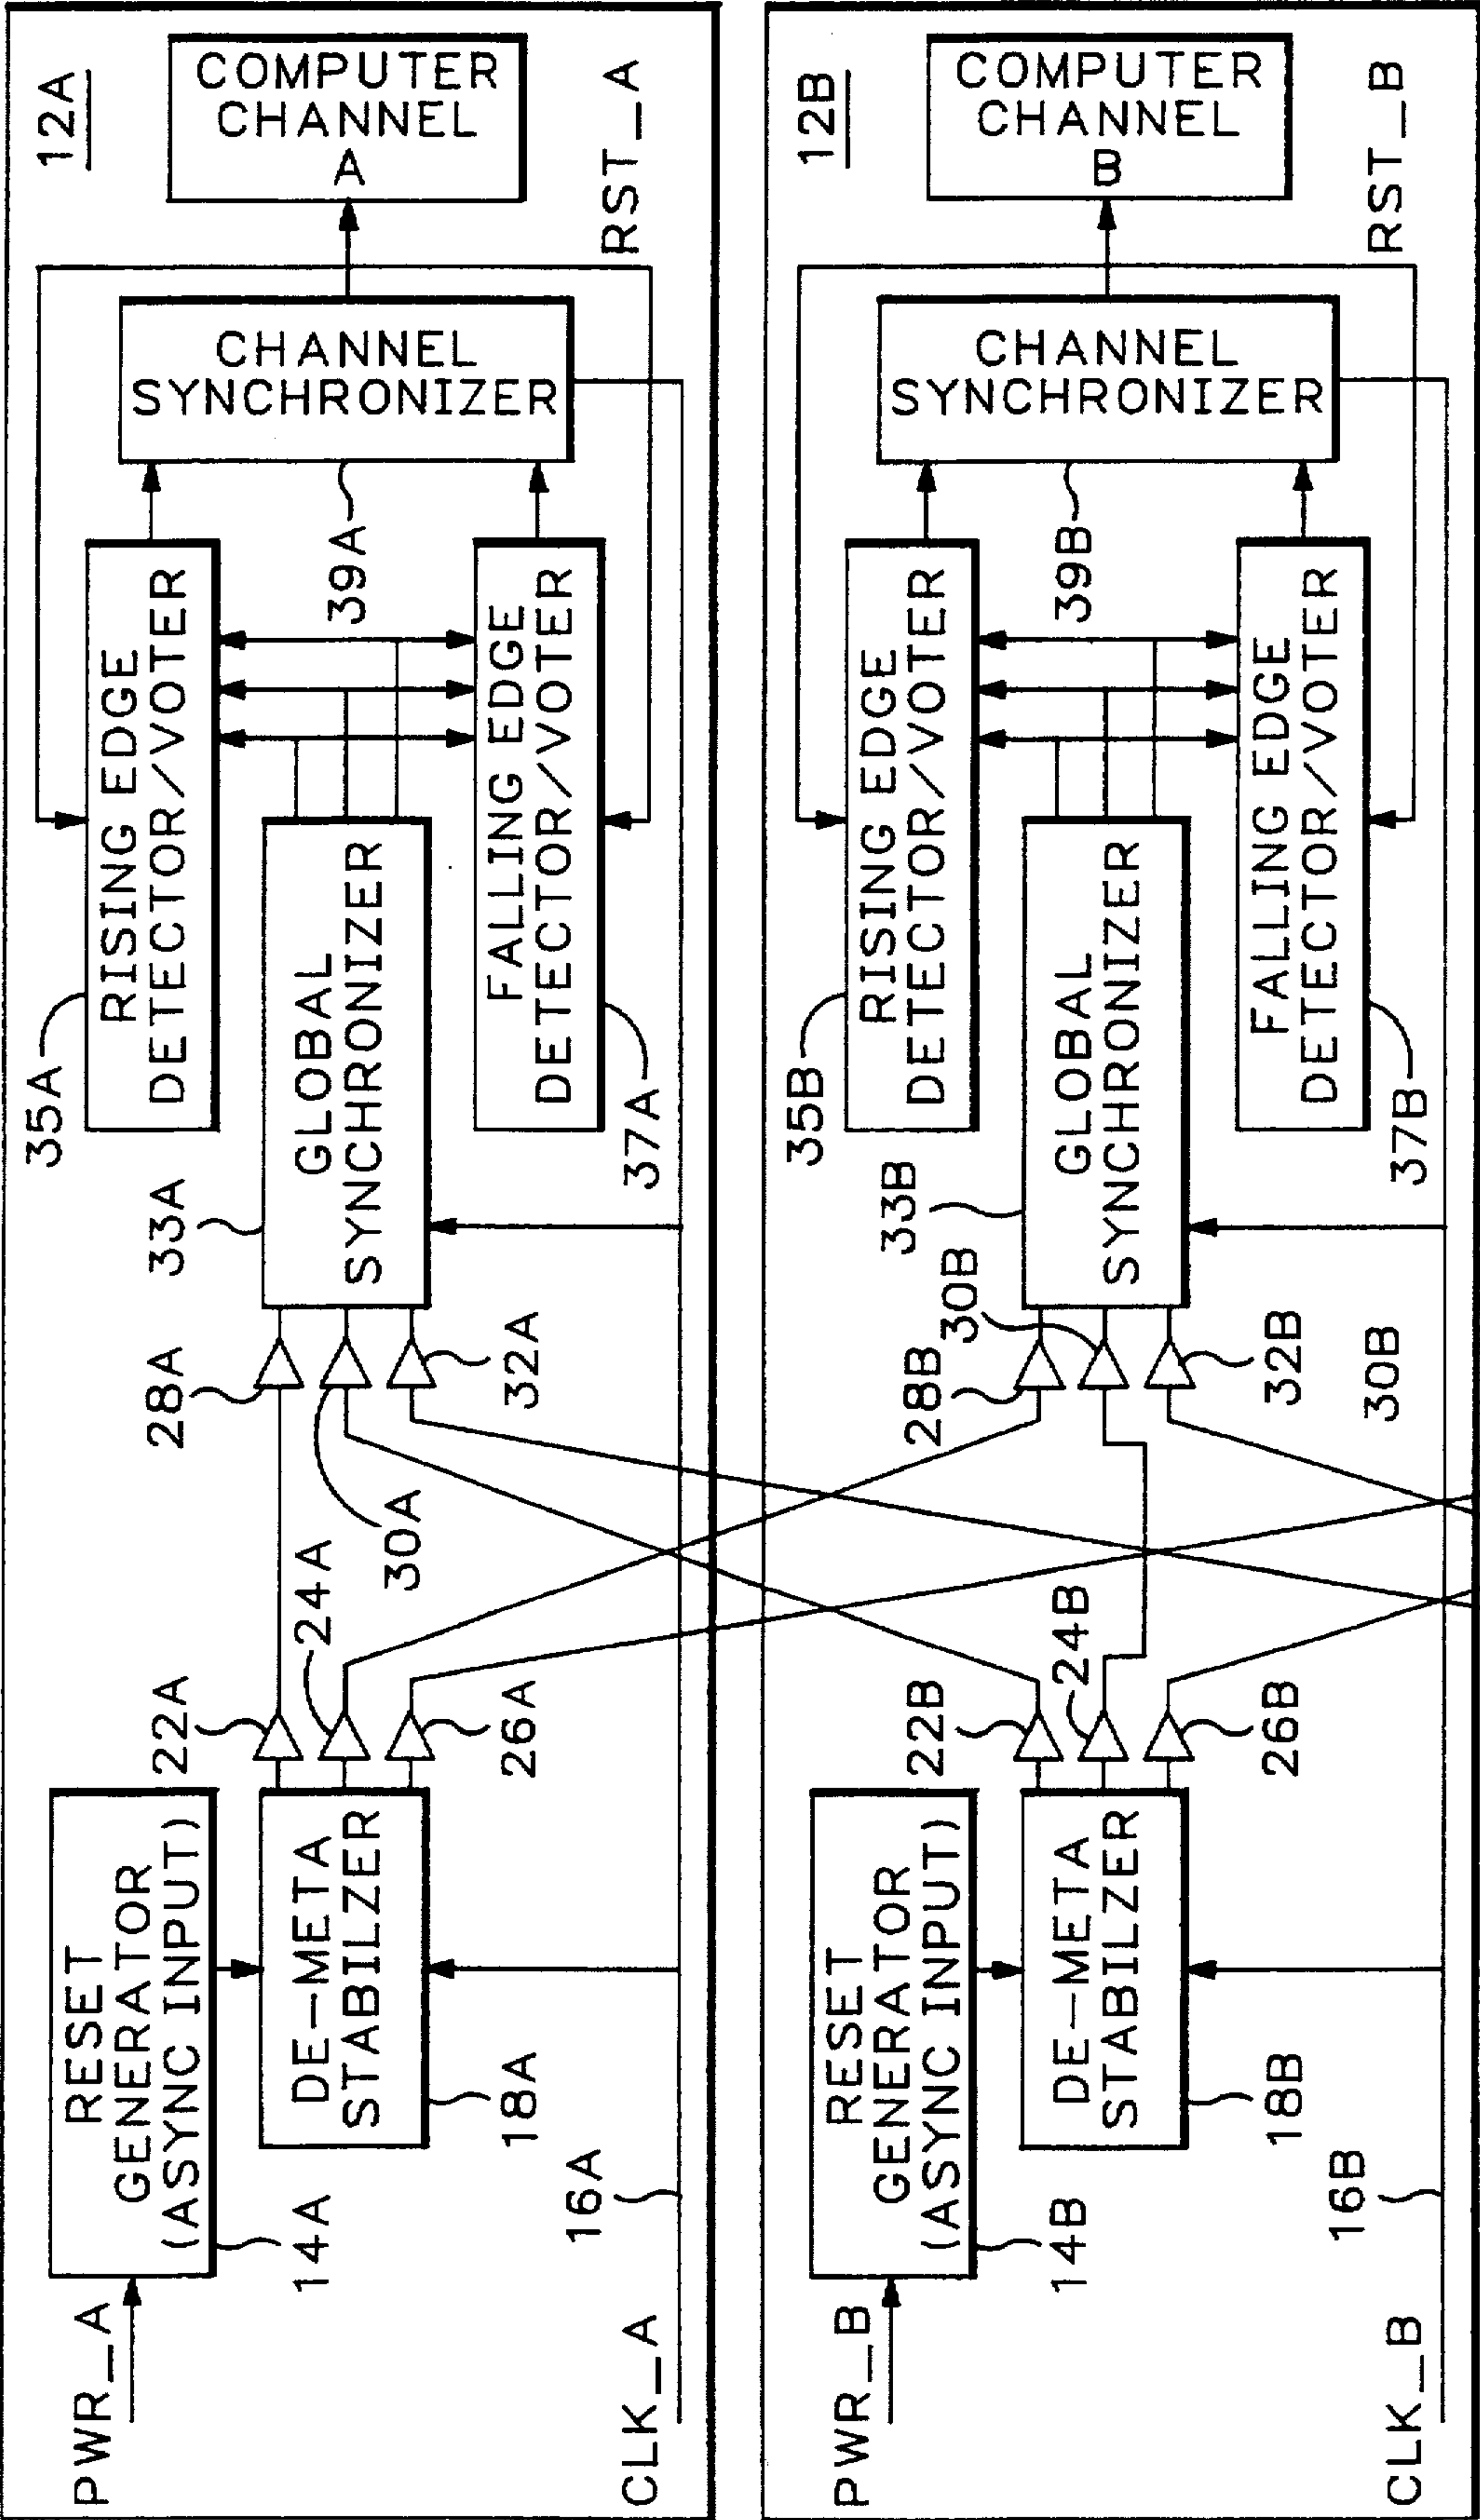 12A
COMPUTER
CHANNEL
A
RST_A
CHANNEL
SYNCHRONIZER
39A
RISING EDGE
DETECTOR/VOTER
35A
FALLING EDGE
DETECTOR/VOTER
37A
GLOBAL
SYNCHRONIZER
33A
28A
30A
32A
22A
24A
26A
RESET
GENERATOR
(ASYNC INPUT)
14A
DE-META
STABILZER
18A
16A
PWR_A
CLK_A
12B
COMPUTER
CHANNEL
B
RST_B
CHANNEL
SYNCHRONIZER
39B
RISING EDGE
DETECTOR/VOTER
35B
FALLING EDGE
DETECTOR/VOTER
37B
GLOBAL
SYNCHRONIZER
33B
28B
30B
32B
30B
22B
24B
26B
RESET
GENERATOR
(ASYNC INPUT)
14B
DE-META
STABILZER
18B
16B
PWR_B
CLK_B